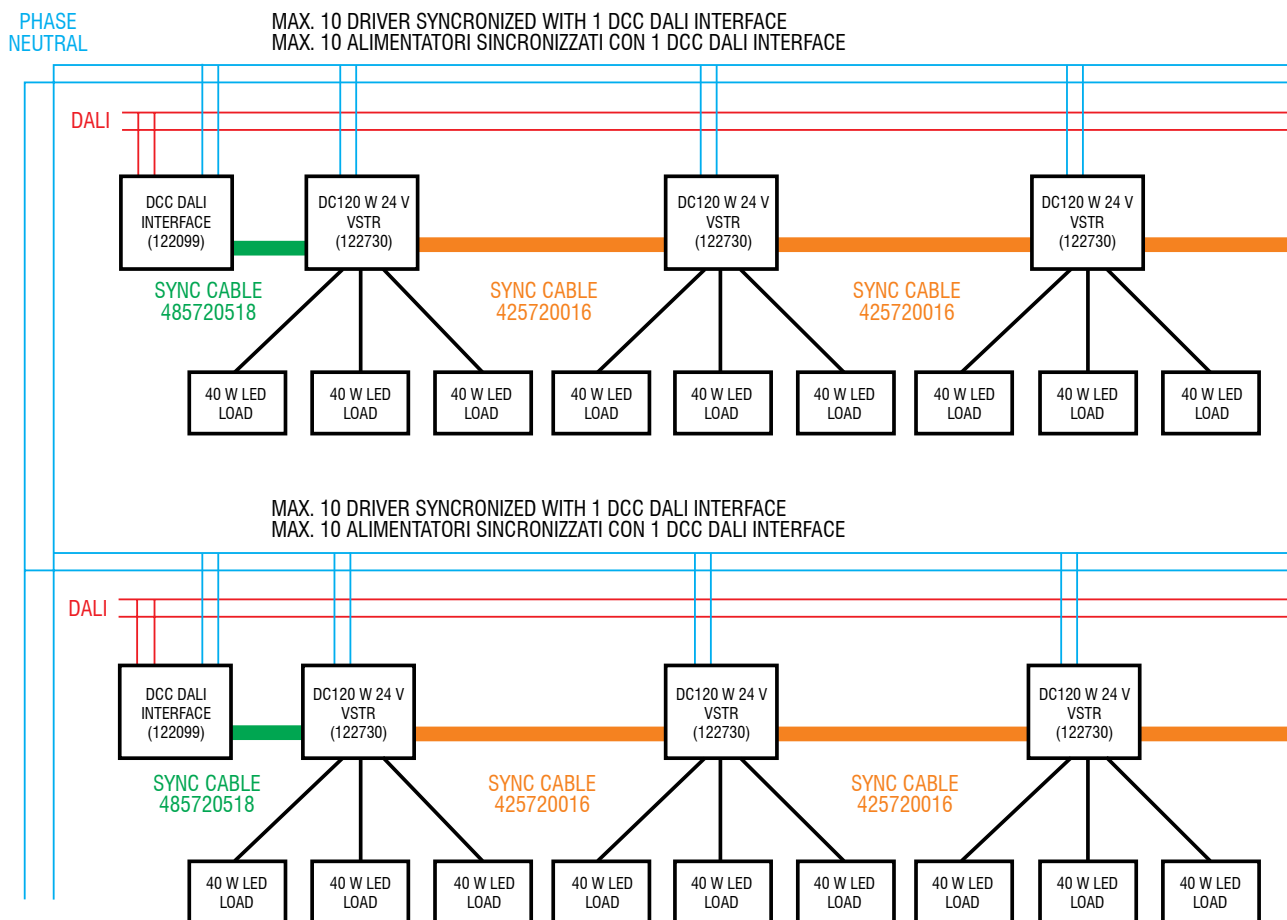 PHASE
NEUTRAL
MAX. 10 DRIVER SYNCRONIZED WITH 1 DCC DALI INTERFACE
MAX. 10 ALIMENTATORI SINCRONIZZATI CON 1 DCC DALI INTERFACE
DALI
DCC DALI
INTERFACE
(122099)
DC120 W 24 V
VSTR
(122730)
DC120 W 24 V
VSTR
(122730)
DC120 W 24 V
VSTR
(122730)
SYNC CABLE
485720518
SYNC CABLE
425720016
SYNC CABLE
425720016
40 W LED
LOAD
40 W LED
LOAD
40 W LED
LOAD
40 W LED
LOAD
40 W LED
LOAD
40 W LED
LOAD
40 W LED
LOAD
40 W LED
LOAD
40 W LED
LOAD
MAX. 10 DRIVER SYNCRONIZED WITH 1 DCC DALI INTERFACE
MAX. 10 ALIMENTATORI SINCRONIZZATI CON 1 DCC DALI INTERFACE
DALI
DCC DALI
INTERFACE
(122099)
DC120 W 24 V
VSTR
(122730)
DC120 W 24 V
VSTR
(122730)
DC120 W 24 V
VSTR
(122730)
SYNC CABLE
485720518
SYNC CABLE
425720016
SYNC CABLE
425720016
40 W LED
LOAD
40 W LED
LOAD
40 W LED
LOAD
40 W LED
LOAD
40 W LED
LOAD
40 W LED
LOAD
40 W LED
LOAD
40 W LED
LOAD
40 W LED
LOAD